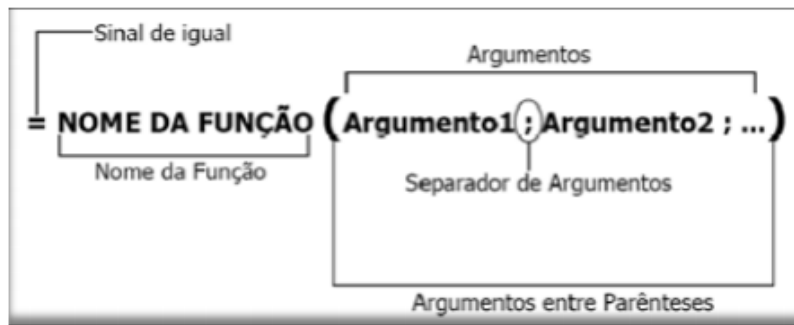 Sinal de igual
Argumentos
= NOME DA FUNÇÃO (Argumento1 ; Argumento2 ; ...)
Nome da Função
Separador de Argumentos
Argumentos entre Parênteses